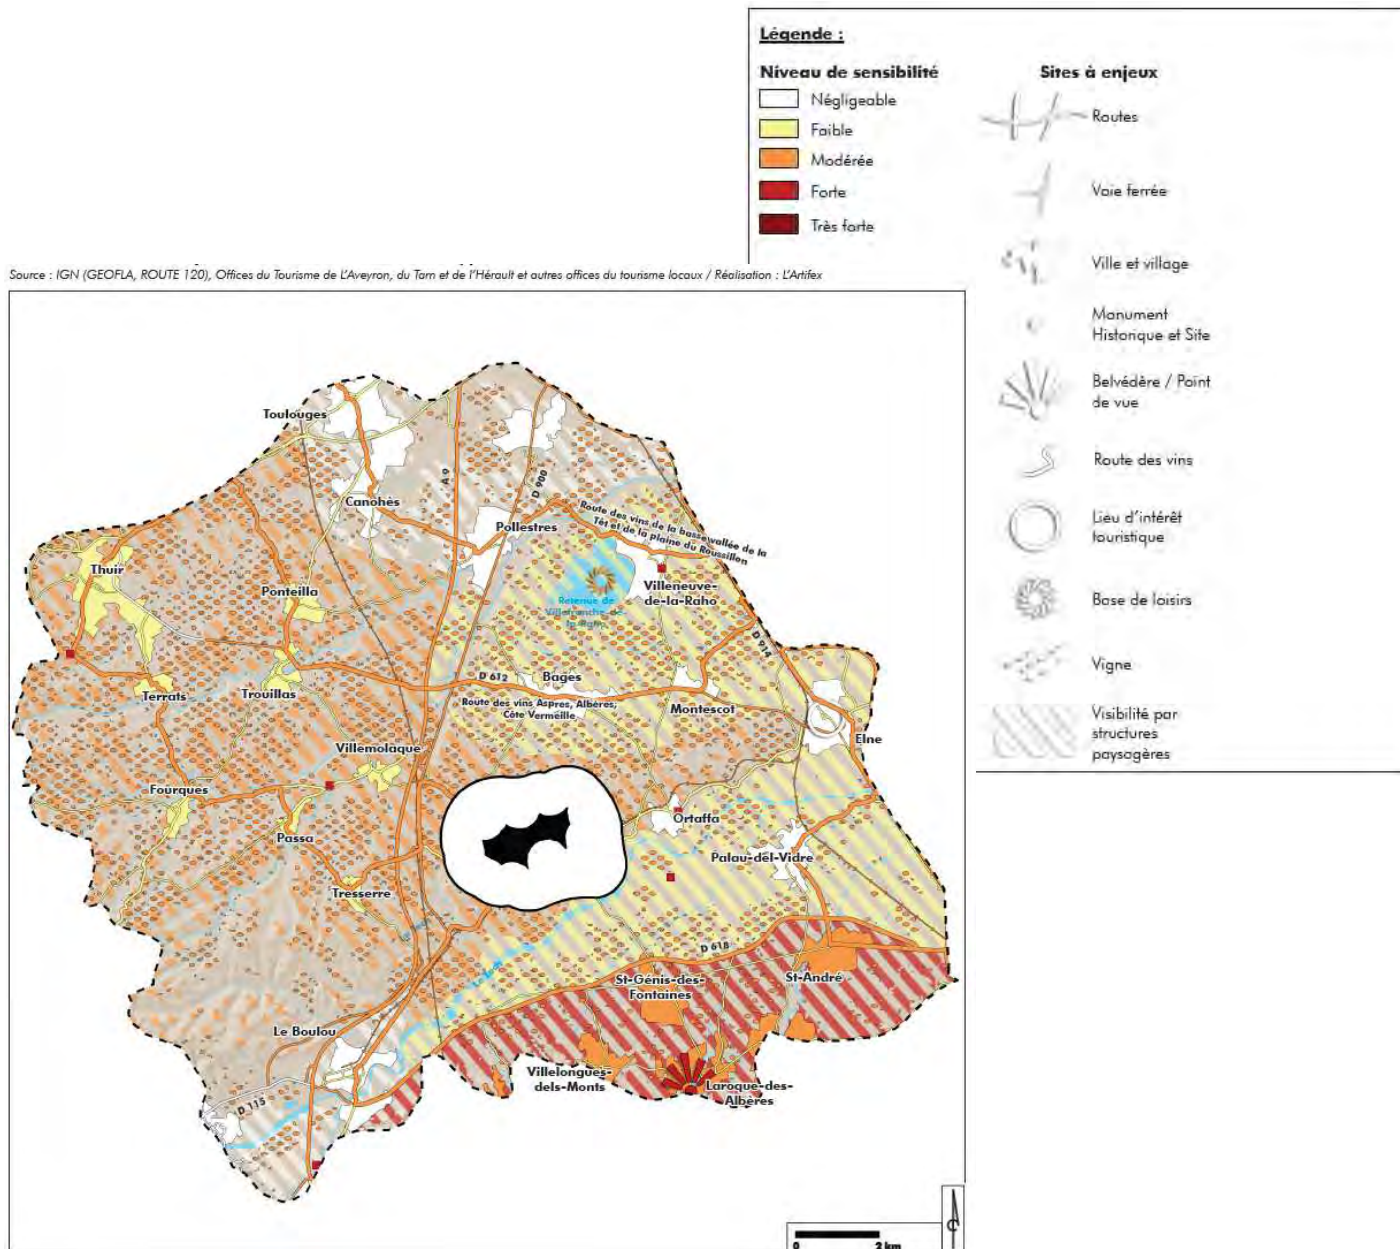 Légende :
Niveau de sensibilité
Négligeable
Faible
Modérée
Forte
Très forte
Sites à enjeux
Routes
Voie ferrée
Ville et village
Monument
Historique et Site
Belvédère / Point
de vue
Route des vins
Lieu d'intérêt
touristique
Base de loisirs
Vigne
Visibilité par
structures
paysagères
Source : IGN (GEOFLA, ROUTE 120), Offices du Tourisme de L'Aveyron, du Tarn et de l'Hérault et autres offices du tourisme locaux / Réalisation : L'Artifex
Toulouges
Canohès
A 9
D 900
Pollestres
Route des vins de la basse vallée de la
Têt et de la plaine du Roussillon
Thuir
Ponteilla
Villeneuve-
de-la-Raho
Retenue de
Villefranche-de-
D 914
Terrats
Trouillas
D 612
Bages
Route des vins Aspres, Albères,
Côte Vermeille
Montescot
Elne
Villemolaque
Fourques
Passa
Ortaffa
Palau-del-Vidre
Tresserre
D 618
St-Génis-des-
Fontaines
St-André
Le Boulou
Villelongue-
dels-Monts
Laroque-des-
Albères
D 115
0 2 km